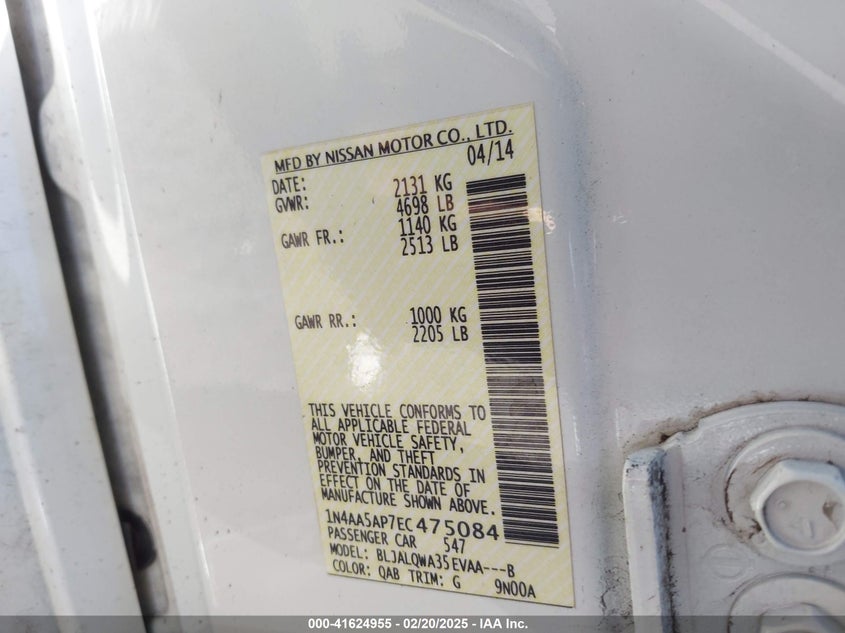 MFD BY NISSAN MOTOR CO., LTD.
DATE: 04/14
GVWR: 2131 KG
4698 LB
GAWR FR.: 1140 KG
2513 LB
GAWR RR.: 1000 KG
2205 LB
THIS VEHICLE CONFORMS TO
ALL APPLICABLE FEDERAL
MOTOR VEHICLE SAFETY,
BUMPER, AND THEFT
PREVENTION STANDARDS IN
EFFECT ON THE DATE OF
MANUFACTURE SHOWN ABOVE.
1N4AA5AP7EC475084
PASSENGER CAR 547
MODEL: BLJALQWA35EVAA---B
COLOR: QAB TRIM: G 9N00A
000-41624955 - 02/20/2025 - IAA Inc.